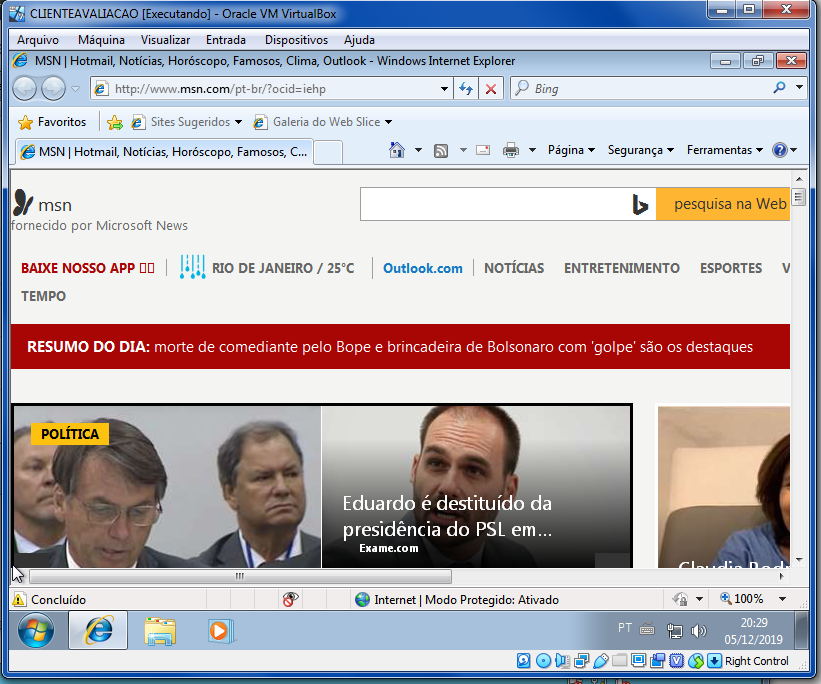 CLIENTEAVALIACAO [Executando] - Oracle VM VirtualBox
Arquivo Máquina Visualizar Entrada Dispositivos Ajuda
MSN | Hotmail, Notícias, Horóscopo, Famosos, Clima, Outlook - Windows Internet Explorer
http://www.msn.com/pt-br/?ocid=iehp Bing
Favoritos Sites Sugeridos Galeria do Web Slice
MSN | Hotmail, Notícias, Horóscopo, Famosos, C... Página Segurança Ferramentas
msn pesquisa na Web
fornecido por Microsoft News
BAIXE NOSSO APP RIO DE JANEIRO / 25°C Outlook.com NOTÍCIAS ENTRETENIMENTO ESPORTES V
TEMPO
RESUMO DO DIA: morte de comediante pelo Bope e brincadeira de Bolsonaro com 'golpe' são os destaques
POLÍTICA
Eduardo é destituído da
presidência do PSL em...
Exame.com
Claudia Rodr
Concluído Internet | Modo Protegido: Ativado 100%
PT 20:29
05/12/2019
Right Control